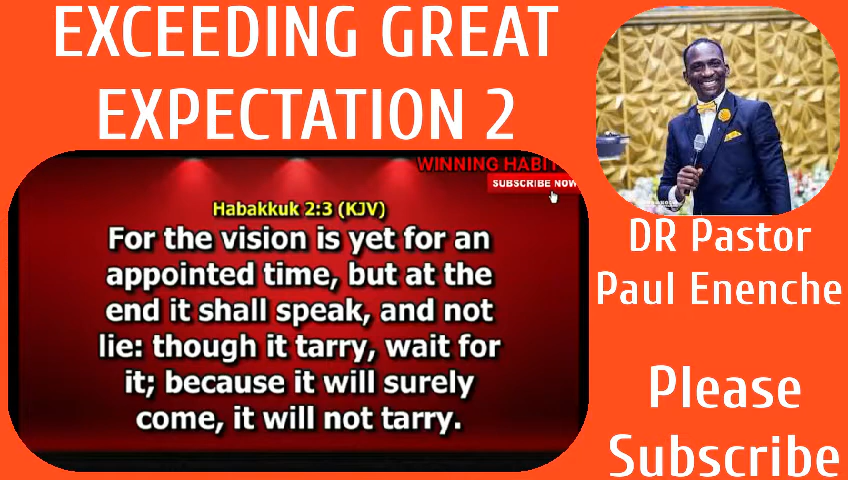 EXCEEDING GREAT
EXPECTATION 2
WINNING HABIT
SUBSCRIBE NOW
Habakkuk 2:3 (KJV)
For the vision is yet for an
appointed time, but at the
end it shall speak, and not
lie: though it tarry, wait for
it; because it will surely
come, it will not tarry.
DR Pastor
Paul Enenche
Please
Subscribe